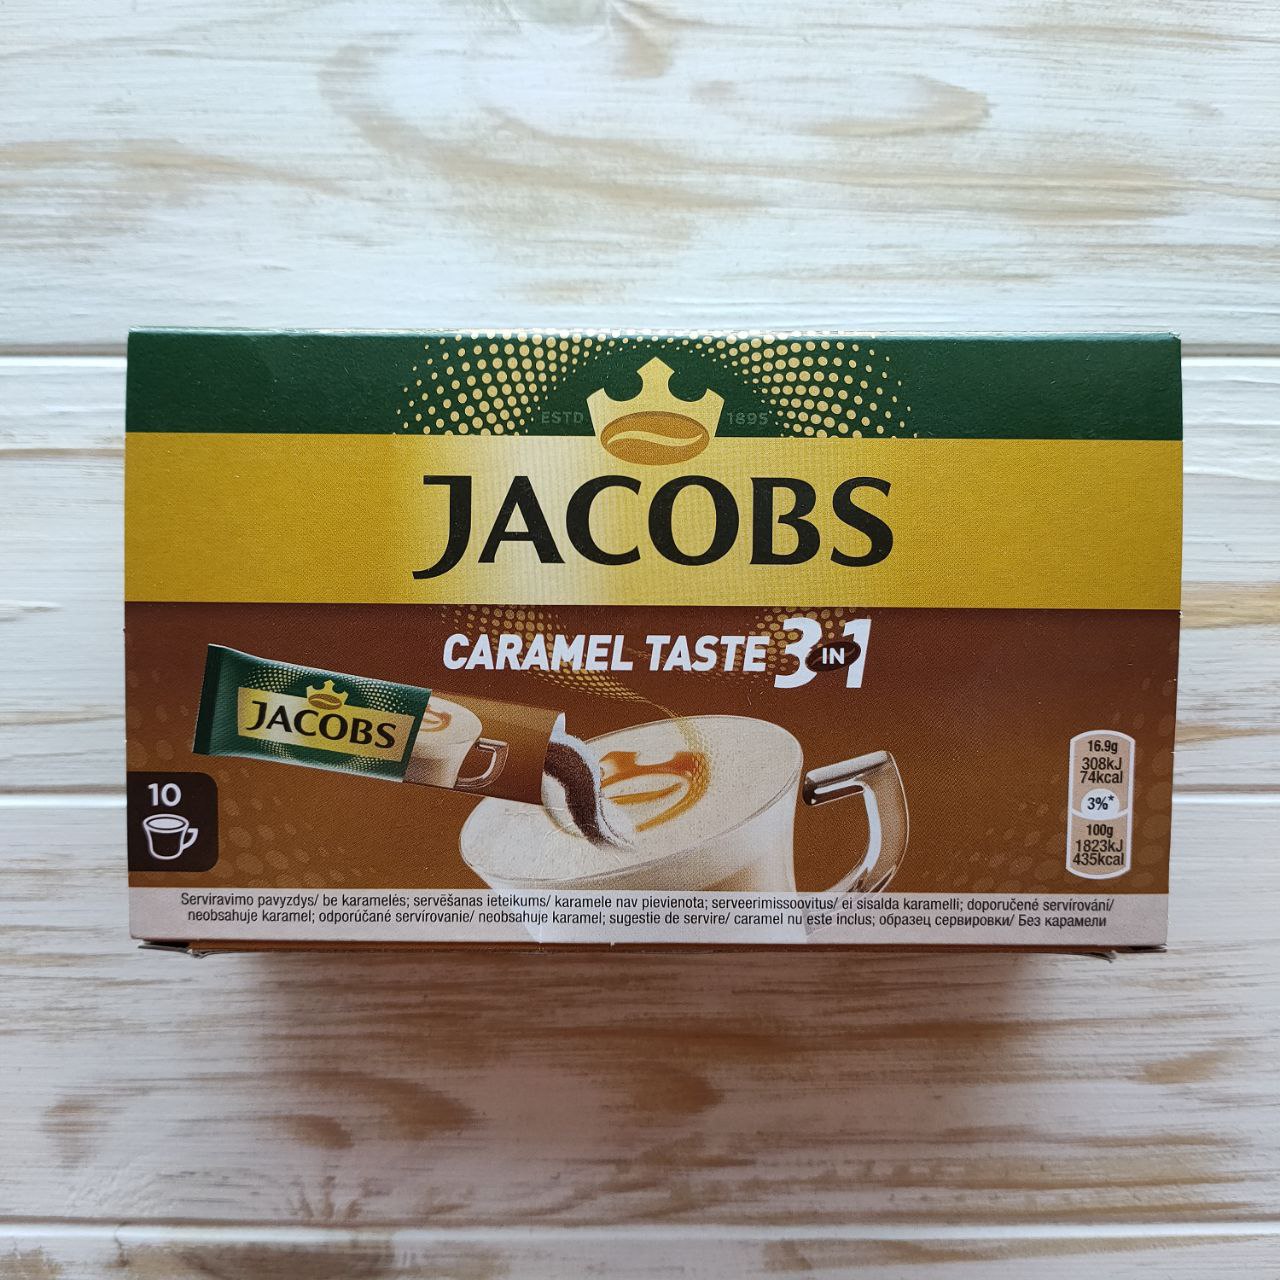 ESTD 1895
JACOBS
CARAMEL TASTE 3 IN 1
JACOBS
10
16.9g
308kJ
74kcal
3%*
100g
1823kJ
435kcal
Serviravimo pavyzdys/ be karamelės; servēšanas ieteikums/ karamele nav pievienota; serveerimissoovitus/ ei sisalda karamelli; doporučené servírování/
neobsahuje karamel; odporúčané servírovanie/ neobsahuje karamel; sugestie de servire/ caramel nu este inclus; образец сервировки/ Без карамели